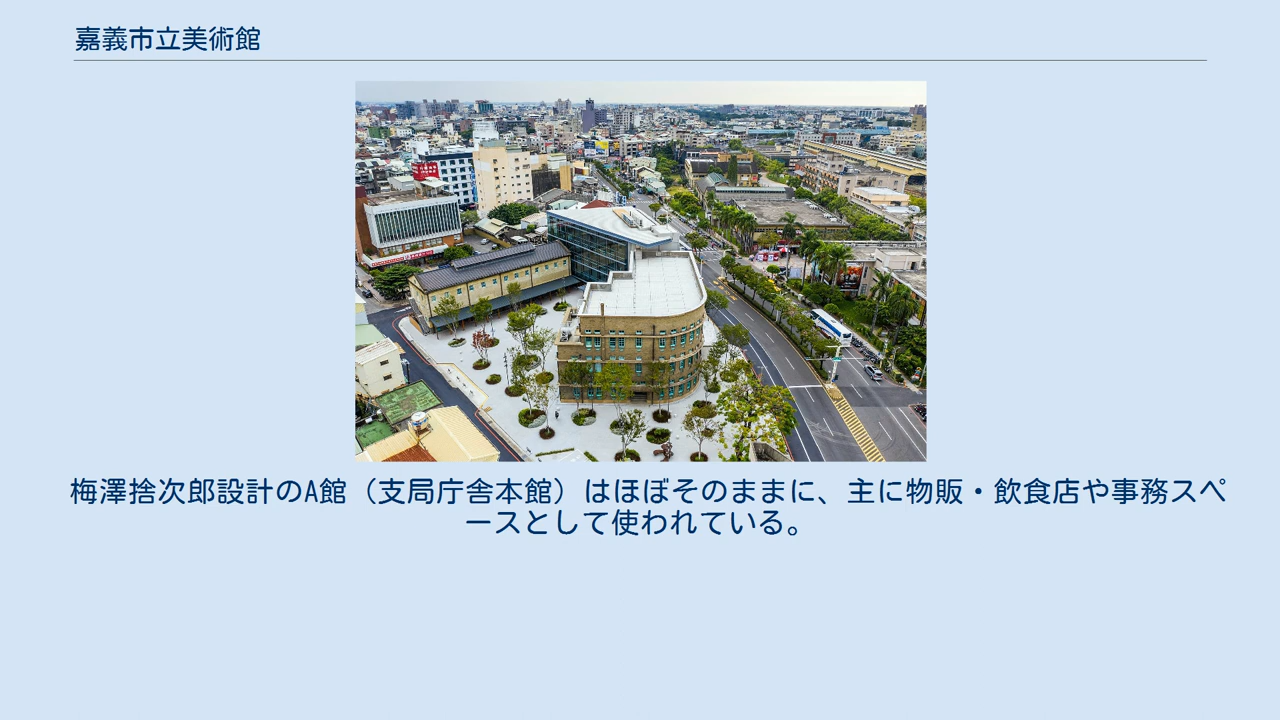 嘉義市立美術館
梅澤捨次郎設計のA館（支局庁舎本館）はほぼそのままに、主に物販・飲食店や事務スペ
ースとして使われている。